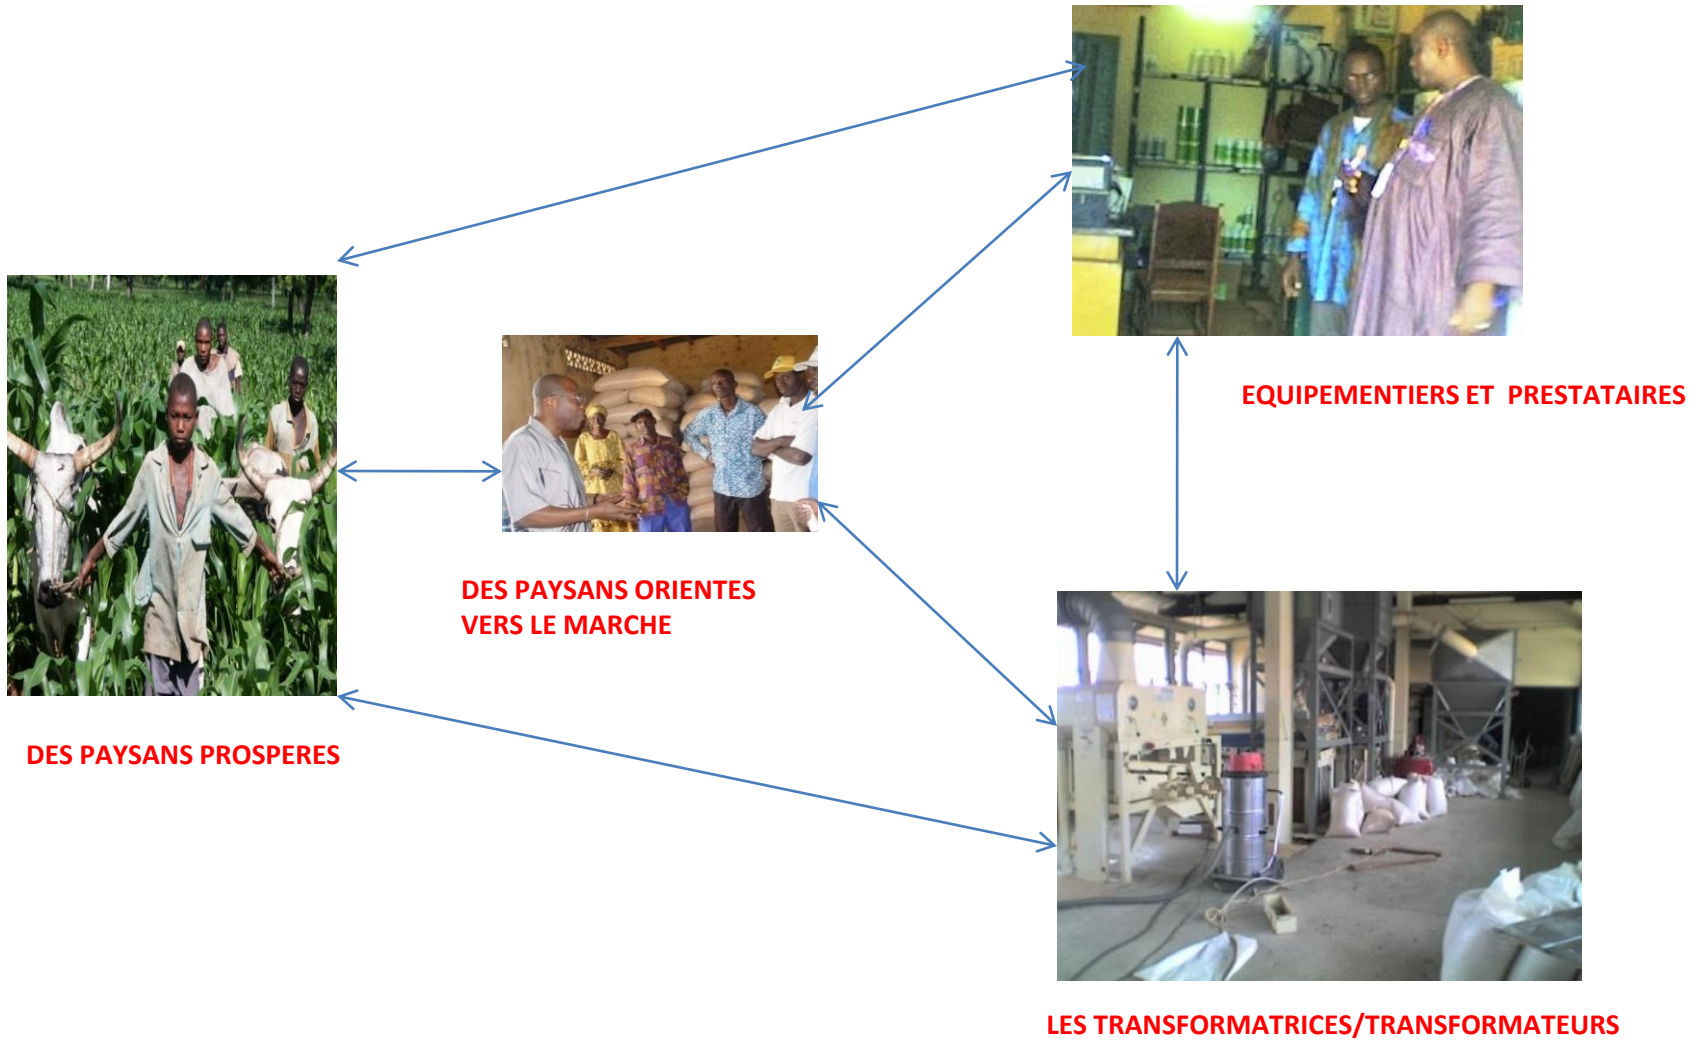 EQUIPEMENTIERS ET  PRESTATAIRES
DES PAYSANS ORIENTES
VERS LE MARCHE
DES PAYSANS PROSPERES
LES TRANSFORMATRICES/TRANSFORMATEURS